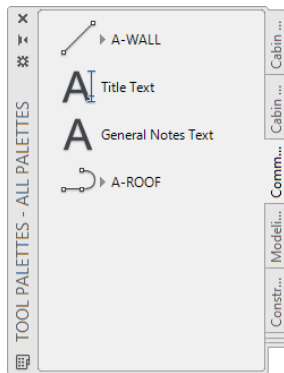 TOOL PALETTES - ALL PALETTES
A-WALL
Title Text
General Notes Text
A-ROOF
Cabin ...
Cabin ...
Comm...
Modeli...
Constr...